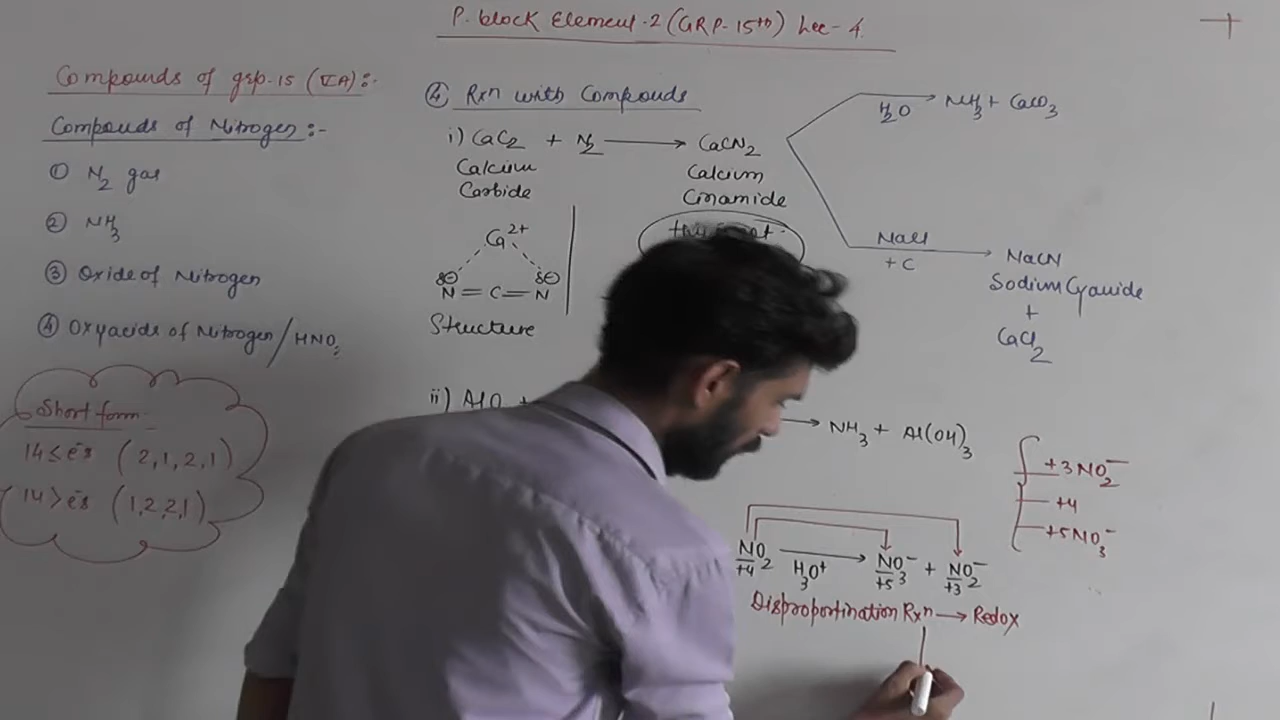 P. block Element-2 (GRP-15th) Lec-4.
Compounds of grp-15 (VA):-
Compouds of Nitrogen:-
① N2 gas
② NH3
③ Oxide of Nitrogen
④ Oxyacids of Nitrogen/HNO3
Short form-
14 ≤ e's (2,1,2,1)
14 > e's (1,2,2,1)
④ Rxn with Compouds
i) CaC2 + N2 → CaCN2
Calcium Carbide
Calcium Cinamide
H2O → NH3 + CaCO3
NaCl + C → NaCN
Sodium Cyanide
+
CaCl2
Ca2+
δ⊖ δ⊖
N = C = N
Structure
ii)
→ NH3 + Al(OH)3
+3 NO2-
+4
+5 NO3-
NO2 → NO3- + NO2-
H3O+
+4 +5 +3
Disproportination Rxn → Redox